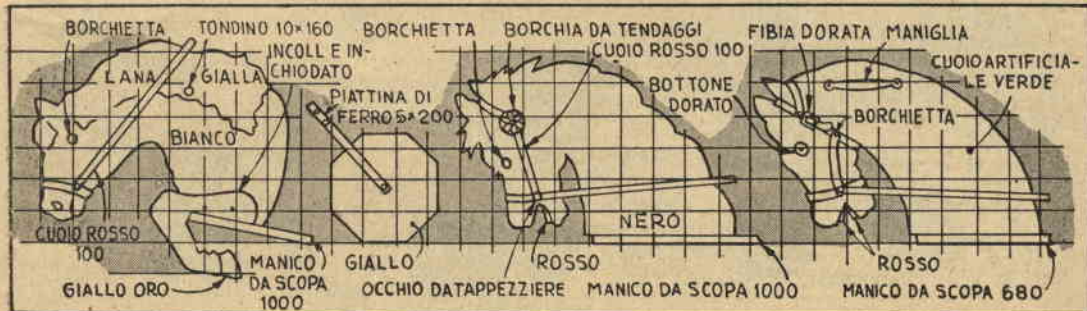 BORCHIETTA
TONDINO 10×160
INCOLL E IN-
CHIODATO
LANA GIALLA
BIANCO
CUOIO ROSSO
100
GIALLO ORO
MANICO
DA SCOPA
1000
PIATTINA DI
FERRO 5×200
GIALLO
BORCHIETTA
BORCHIA DA TENDAGGI
CUOIO ROSSO 100
NERO
ROSSO
OCCHIO DA TAPPEZZIERE
MANICO DA SCOPA 1000
BOTTONE
DORATO
FIBIA DORATA
MANIGLIA
CUOIO ARTIFICIA-
LE VERDE
BORCHIETTA
ROSSO
MANICO DA SCOPA 680